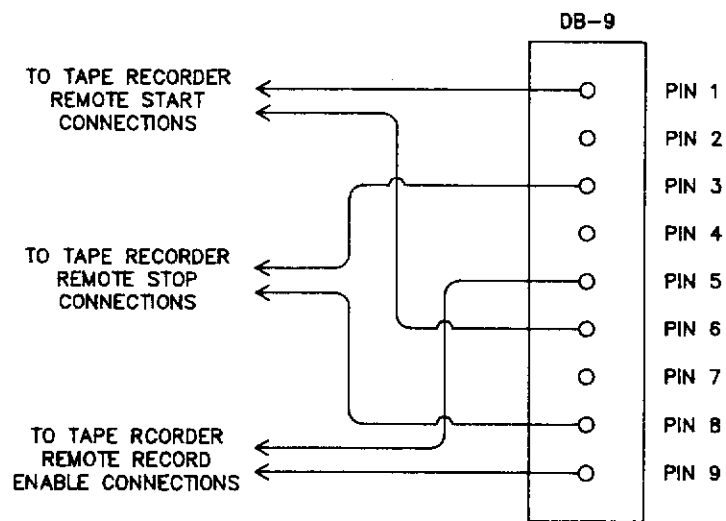 DB-9
TO TAPE RECORDER
REMOTE START
CONNECTIONS
PIN 1
PIN 2
PIN 3
PIN 4
TO TAPE RECORDER
REMOTE STOP
CONNECTIONS
PIN 5
PIN 6
PIN 7
PIN 8
TO TAPE RCORDER
REMOTE RECORD
ENABLE CONNECTIONS
PIN 9